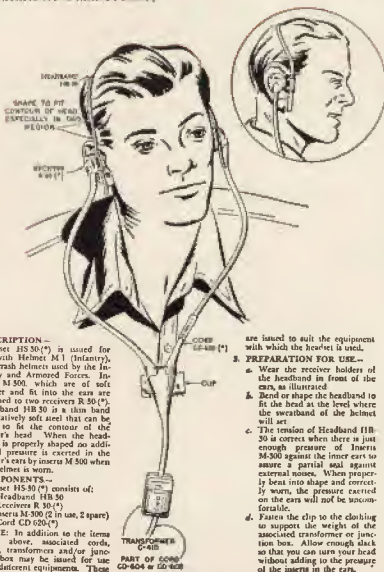 HEADBAND
HB-30
SHAPE TO FIT
CONTOUR OF HEAD
ESPECIALLY IN THIS
REGION
RECEIVER
R-30 (*)
CORD
CD-620 (*)
CLIP
TRANSFORMER
C-410
PART OF CORD
CD-604 or CD-605
CRIPTION—
set HS 30-(*) is issued for
with Helmet M 1 (Infantry),
rash helmets used by the In-
y and Armored Forces. In-
M-500, which are of soft
er and fit into the ears are
ned to two receivers R 30-(*).
band HB 30 is a thin band
atively soft steel that can be
to fit the contour of the
r's head When the head-
is properly shaped no addi-
l pressure is exerted in the
r's ears by inserts M 500 when
elmet is worn.
PONENTS—
set HS 30 (*) consists of:
Headband HB 30
Receivers R 30 (*)
Inserts M-300 (2 in use, 2 spare)
Cord CD 620-(*)
E: In addition to the items
above, associated cords,
transformers and/or junc-
box may be issued for use
different equipments. These
are issued to suit the equipment
with which the headset is used.
3. PREPARATION FOR USE—
a. Wear the receiver holders of
the headband in front of the
ears, as illustrated
b. Bend or shape the headband to
fit the head at the level where
the sweatband of the helmet
will set
c. The tension of Headband HB-
30 is correct when there is just
enough pressure of Inserts
M-300 against the inner ears to
assure a partial seal against
external noises. When proper-
ly bent into shape and correct-
ly worn, the pressure exerted
on the ears will not be uncom-
fortable.
d. Fasten the clip to the clothing
to support the weight of the
associated transformer or junc-
tion box. Allow enough slack
so that you can turn your head
without adding to the pressure
of the inserts in the ears.